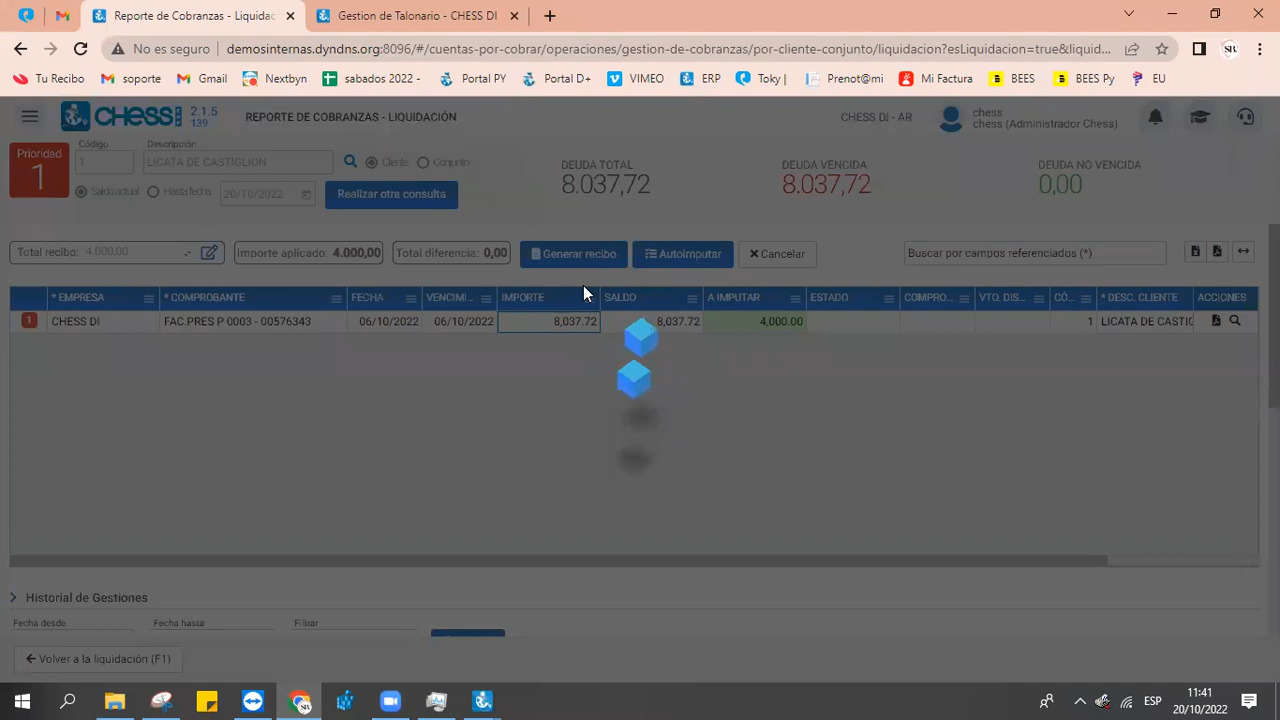 Reporte de Cobranzas - Liquidac
Gestion de Talonario - CHESS DI
No es seguro
demosinternas.dyndns.org:8096/#/cuentas-por-cobrar/operaciones/gestion-de-cobranzas/por-cliente-conjunto/liquidacion?esLiquidacion=true&liquid...
Tu Recibo
soporte
Gmail
Nextbyn
sabados 2022 -
Portal PY
Portal D+
VIMEO
ERP
Toky |
Prenot@mi
Mi Factura
BEES
BEES Py
EU
CHESS
2.1.5
139
REPORTE DE COBRANZAS - LIQUIDACIÓN
CHESS DI - AR
chess
chess (Administrador Chess)
Prioridad
1
Código
1
Descripción
LICATA DE CASTIGLION
Cliente
Conjunto
Saldo actual
Hasta fecha
20/10/2022
Realizar otra consulta
DEUDA TOTAL
8.037,72
DEUDA VENCIDA
8.037,72
DEUDA NO VENCIDA
0,00
Total recibo: 4.000,00
Importe aplicado: 4.000,00
Total diferencia: 0,00
Generar recibo
AutoImputar
Cancelar
Buscar por campos referenciados (*)
* EMPRESA
* COMPROBANTE
FECHA
VENCIMI...
IMPORTE
SALDO
A IMPUTAR
ESTADO
COMPRO...
VTO. DIS...
CÓ...
* DESC. CLIENTE
ACCIONES
1
CHESS DI
FAC.PRES P 0003 - 00576343
06/10/2022
06/10/2022
8,037.72
8,037.72
4,000.00
1
LICATA DE CASTIG
Historial de Gestiones
Fecha desde
Fecha hasta
Filtrar
Volver a la liquidación (F1)
ESP
11:41
20/10/2022